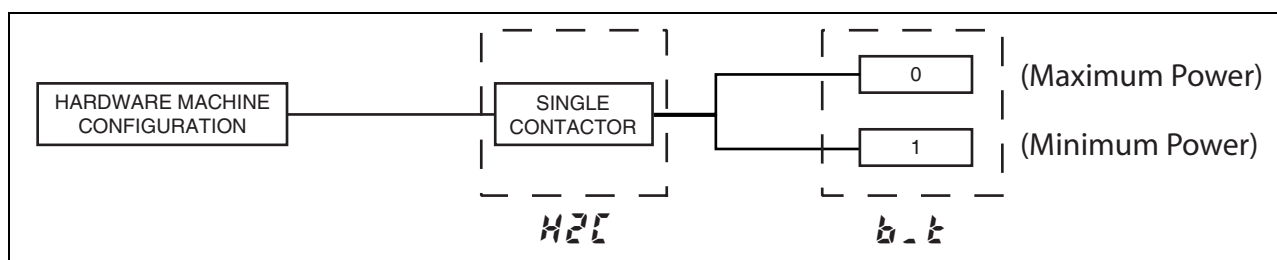 HARDWARE MACHINE
CONFIGURATION
SINGLE
CONTACTOR
0
(Maximum Power)
1
(Minimum Power)
H2C
b_t